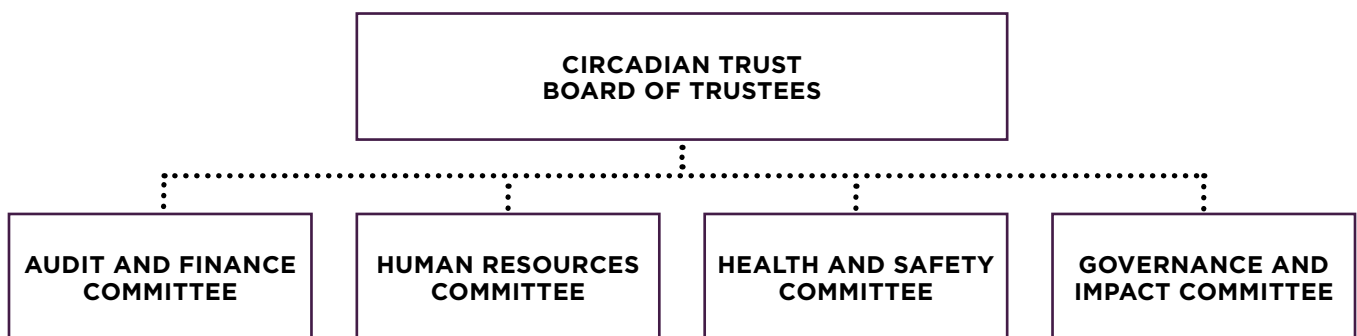 CIRCADIAN TRUST
BOARD OF TRUSTEES
AUDIT AND FINANCE
COMMITTEE
HUMAN RESOURCES
COMMITTEE
HEALTH AND SAFETY
COMMITTEE
GOVERNANCE AND
IMPACT COMMITTEE